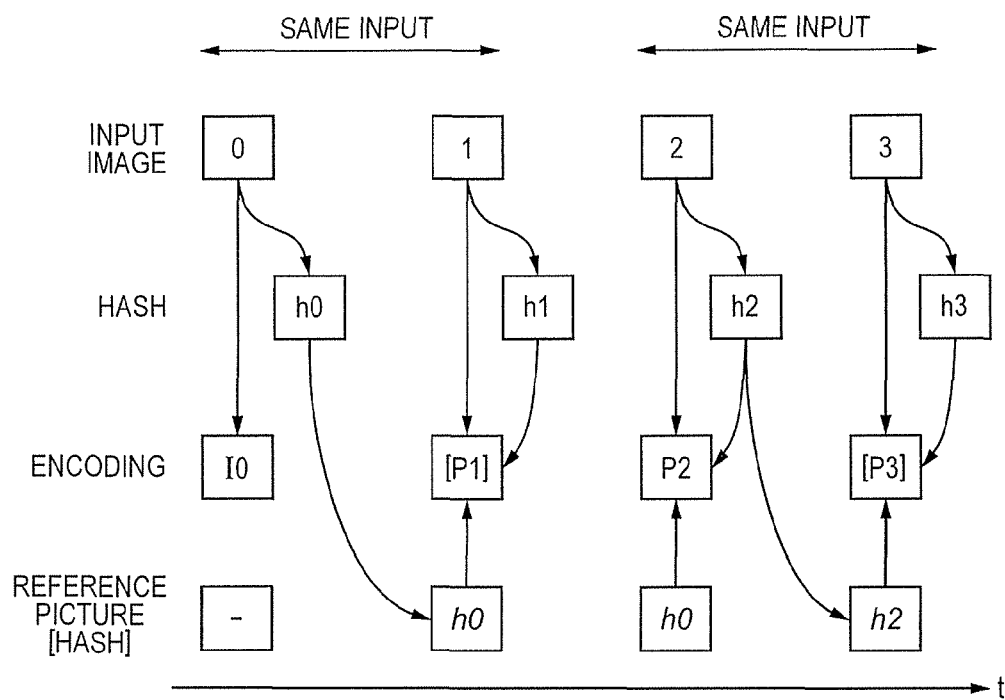 SAME INPUT SAME INPUT
INPUT
IMAGE
0 1 2 3
HASH h0 h1 h2 h3
ENCODING I0 [P1] P2 [P3]
REFERENCE
PICTURE
[HASH]
- h0 h0 h2
t